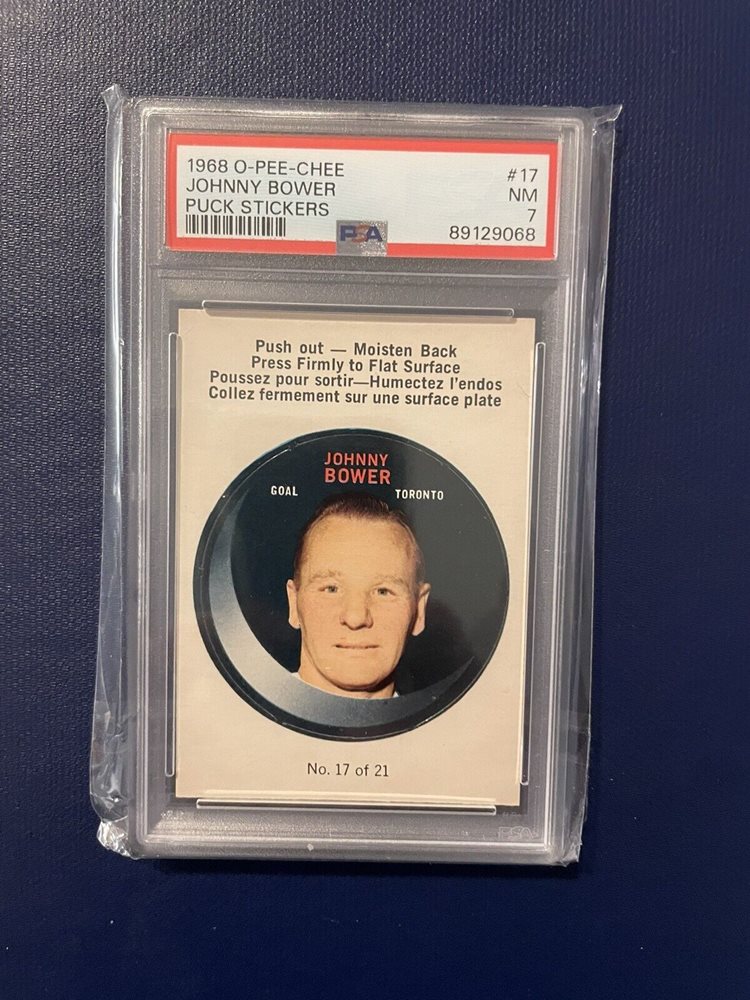 1968 O-PEE-CHEE
JOHNNY BOWER
PUCK STICKERS
#17
NM
7
89129068
PSA
Push out — Moisten Back
Press Firmly to Flat Surface
Poussez pour sortir—Humectez l'endos
Collez fermement sur une surface plate
JOHNNY
BOWER
GOAL TORONTO
No. 17 of 21
PSA